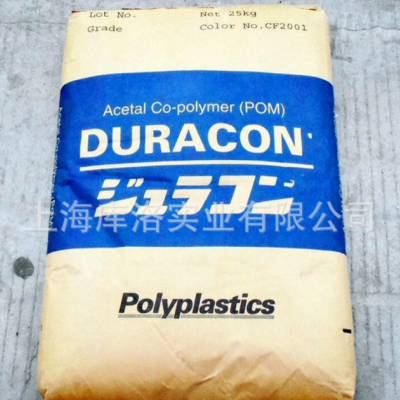 Lot No. Net 25kg
Grade Color No.CF2001
Acetal Co-polymer (POM)
DURACON
ジュラコン
上海库洛实业有限公司
Polyplastics